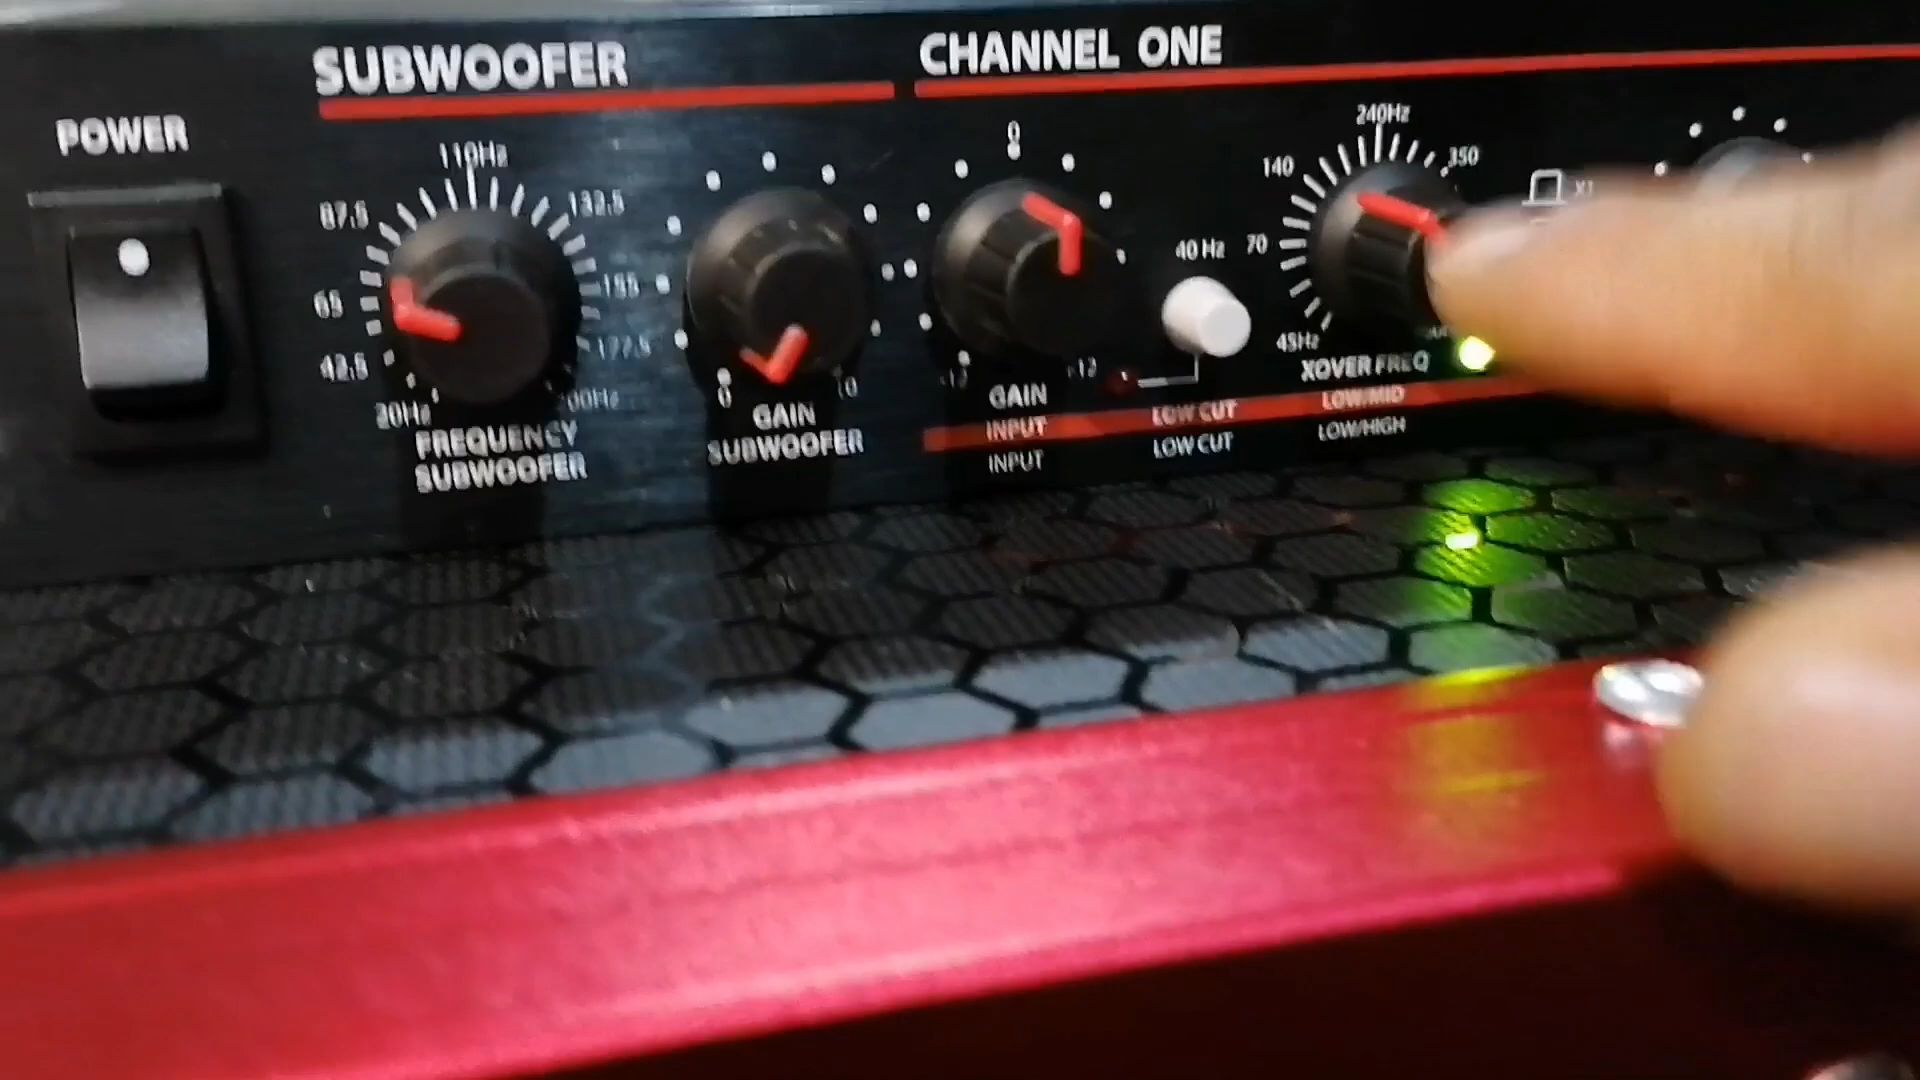 SUBWOOFER
CHANNEL ONE
POWER
110Hz
87.5
132.5
65
155
42.5
177.5
20Hz
FREQUENCY
SUBWOOFER
0
10
GAIN
SUBWOOFER
0
-12
+12
GAIN
INPUT
INPUT
40 Hz
LOW CUT
LOW CUT
240Hz
140
350
70
45Hz
XOVER FREQ
LOW/MID
LOW/HIGH